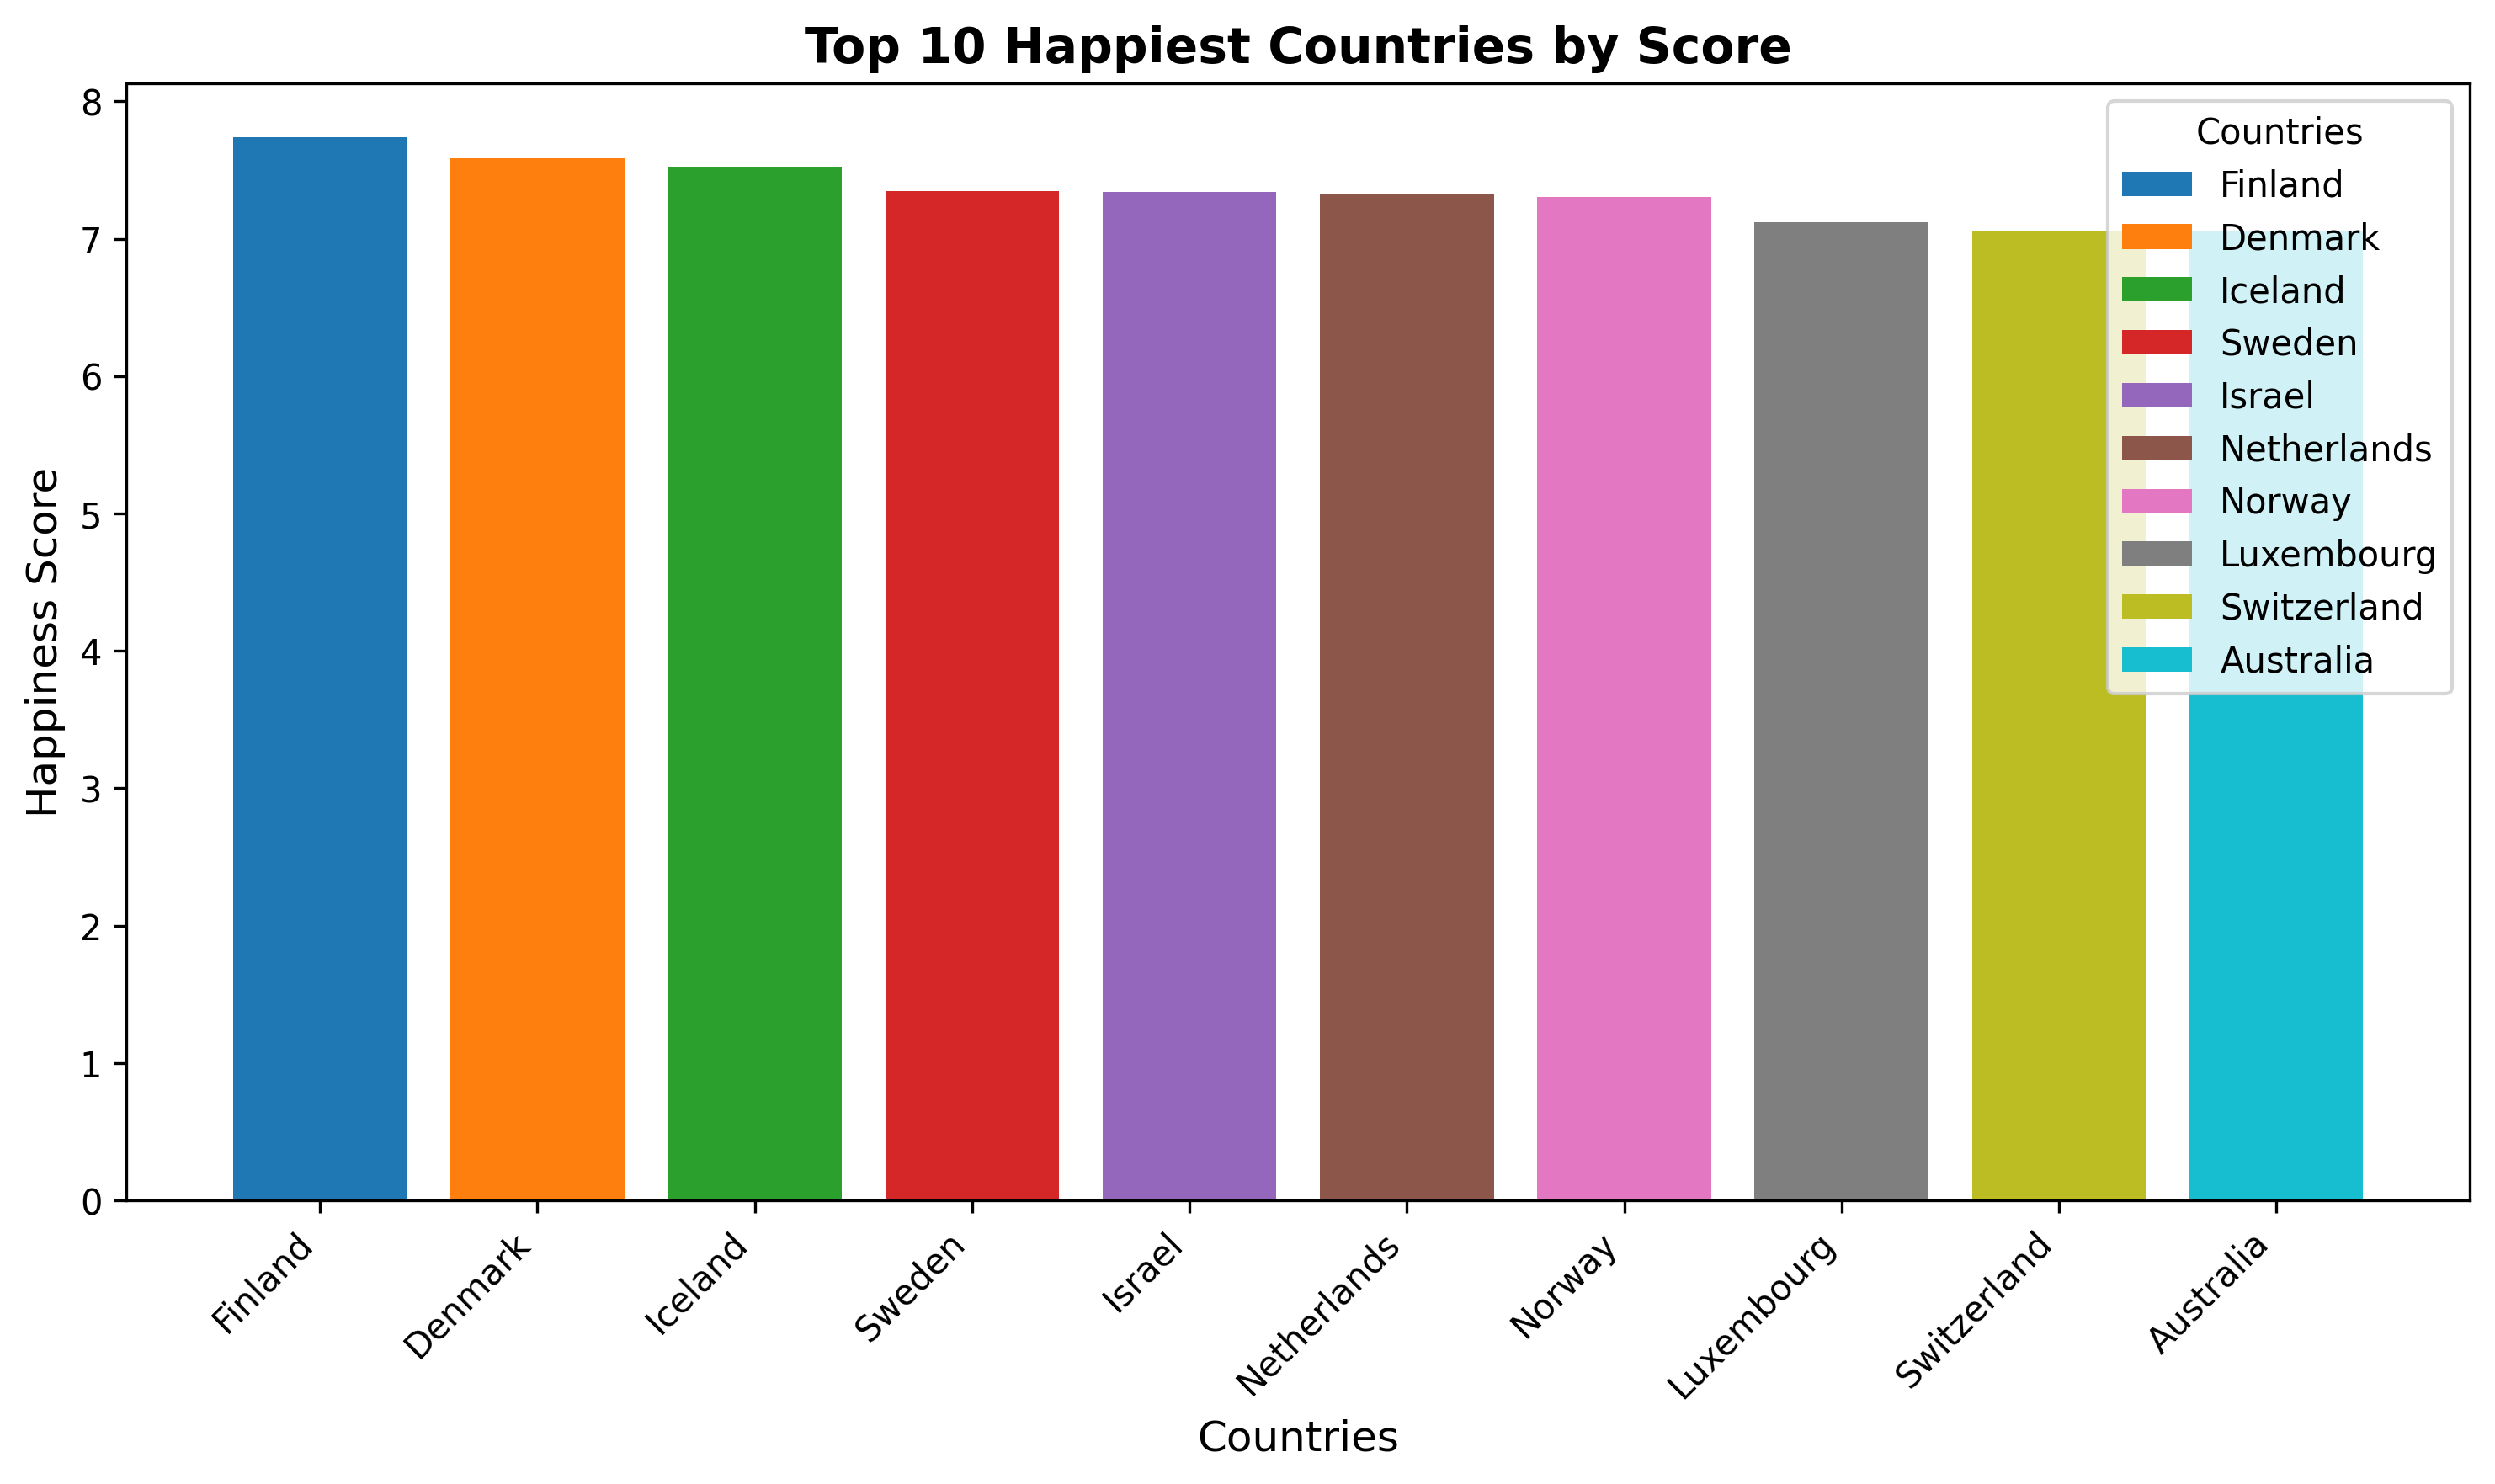 Top 10 Happiest Countries by Score
Happiness Score
8
7
6
5
4
3
2
1
0
Countries
Finland
Denmark
Iceland
Sweden
Israel
Netherlands
Norway
Luxembourg
Switzerland
Australia
Finland
Denmark
Iceland
Sweden
Israel
Netherlands
Norway
Luxembourg
Switzerland
Australia
Countries